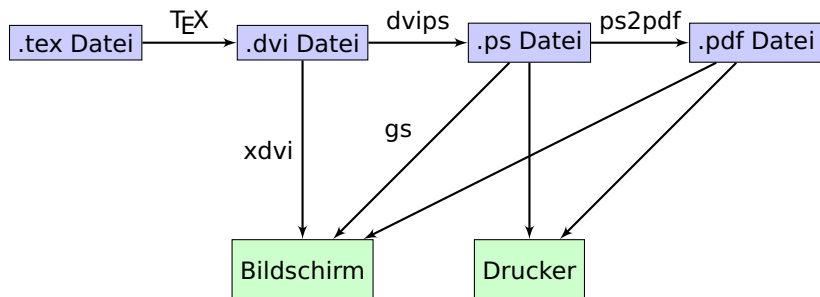 TEX
dvips
ps2pdf
.tex Datei
.dvi Datei
.ps Datei
.pdf Datei
xdvi
gs
Bildschirm
Drucker